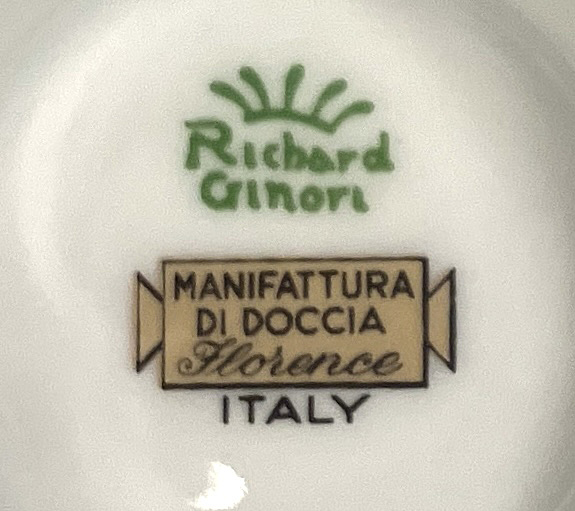 Richard
Ginori
MANIFATTURA
DI DOCCIA
Florence
ITALY